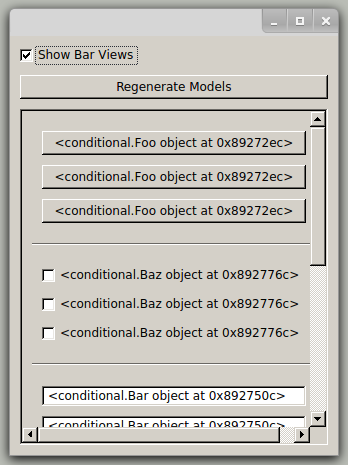 Show Bar Views
Regenerate Models
<conditional.Foo object at 0x89272ec>
<conditional.Foo object at 0x89272ec>
<conditional.Foo object at 0x89272ec>
<conditional.Baz object at 0x892776c>
<conditional.Baz object at 0x892776c>
<conditional.Baz object at 0x892776c>
<conditional.Bar object at 0x892750c>
<conditional.Bar object at 0x892750c>